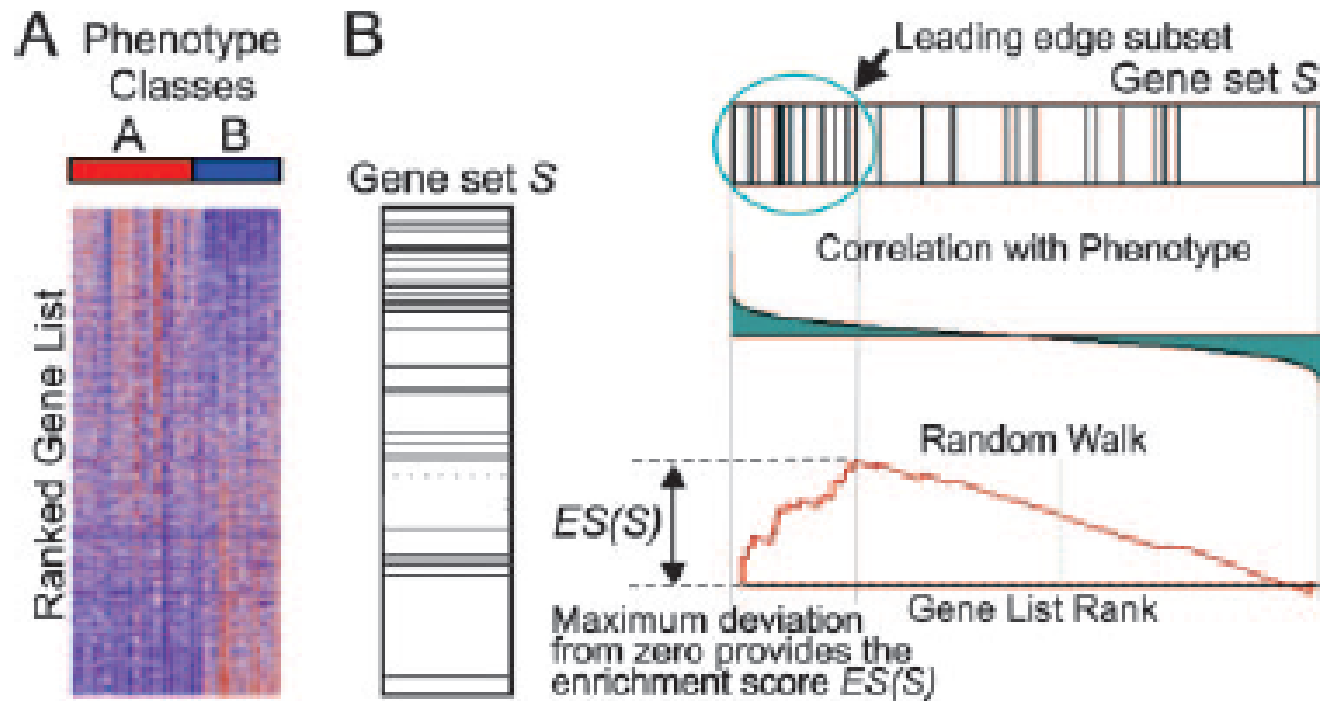 A
Phenotype
Classes
A B
Ranked Gene List
B
Gene set S
Leading edge subset
Gene set S
Correlation with Phenotype
Random Walk
ES(S)
Gene List Rank
Maximum deviation
from zero provides the
enrichment score ES(S)